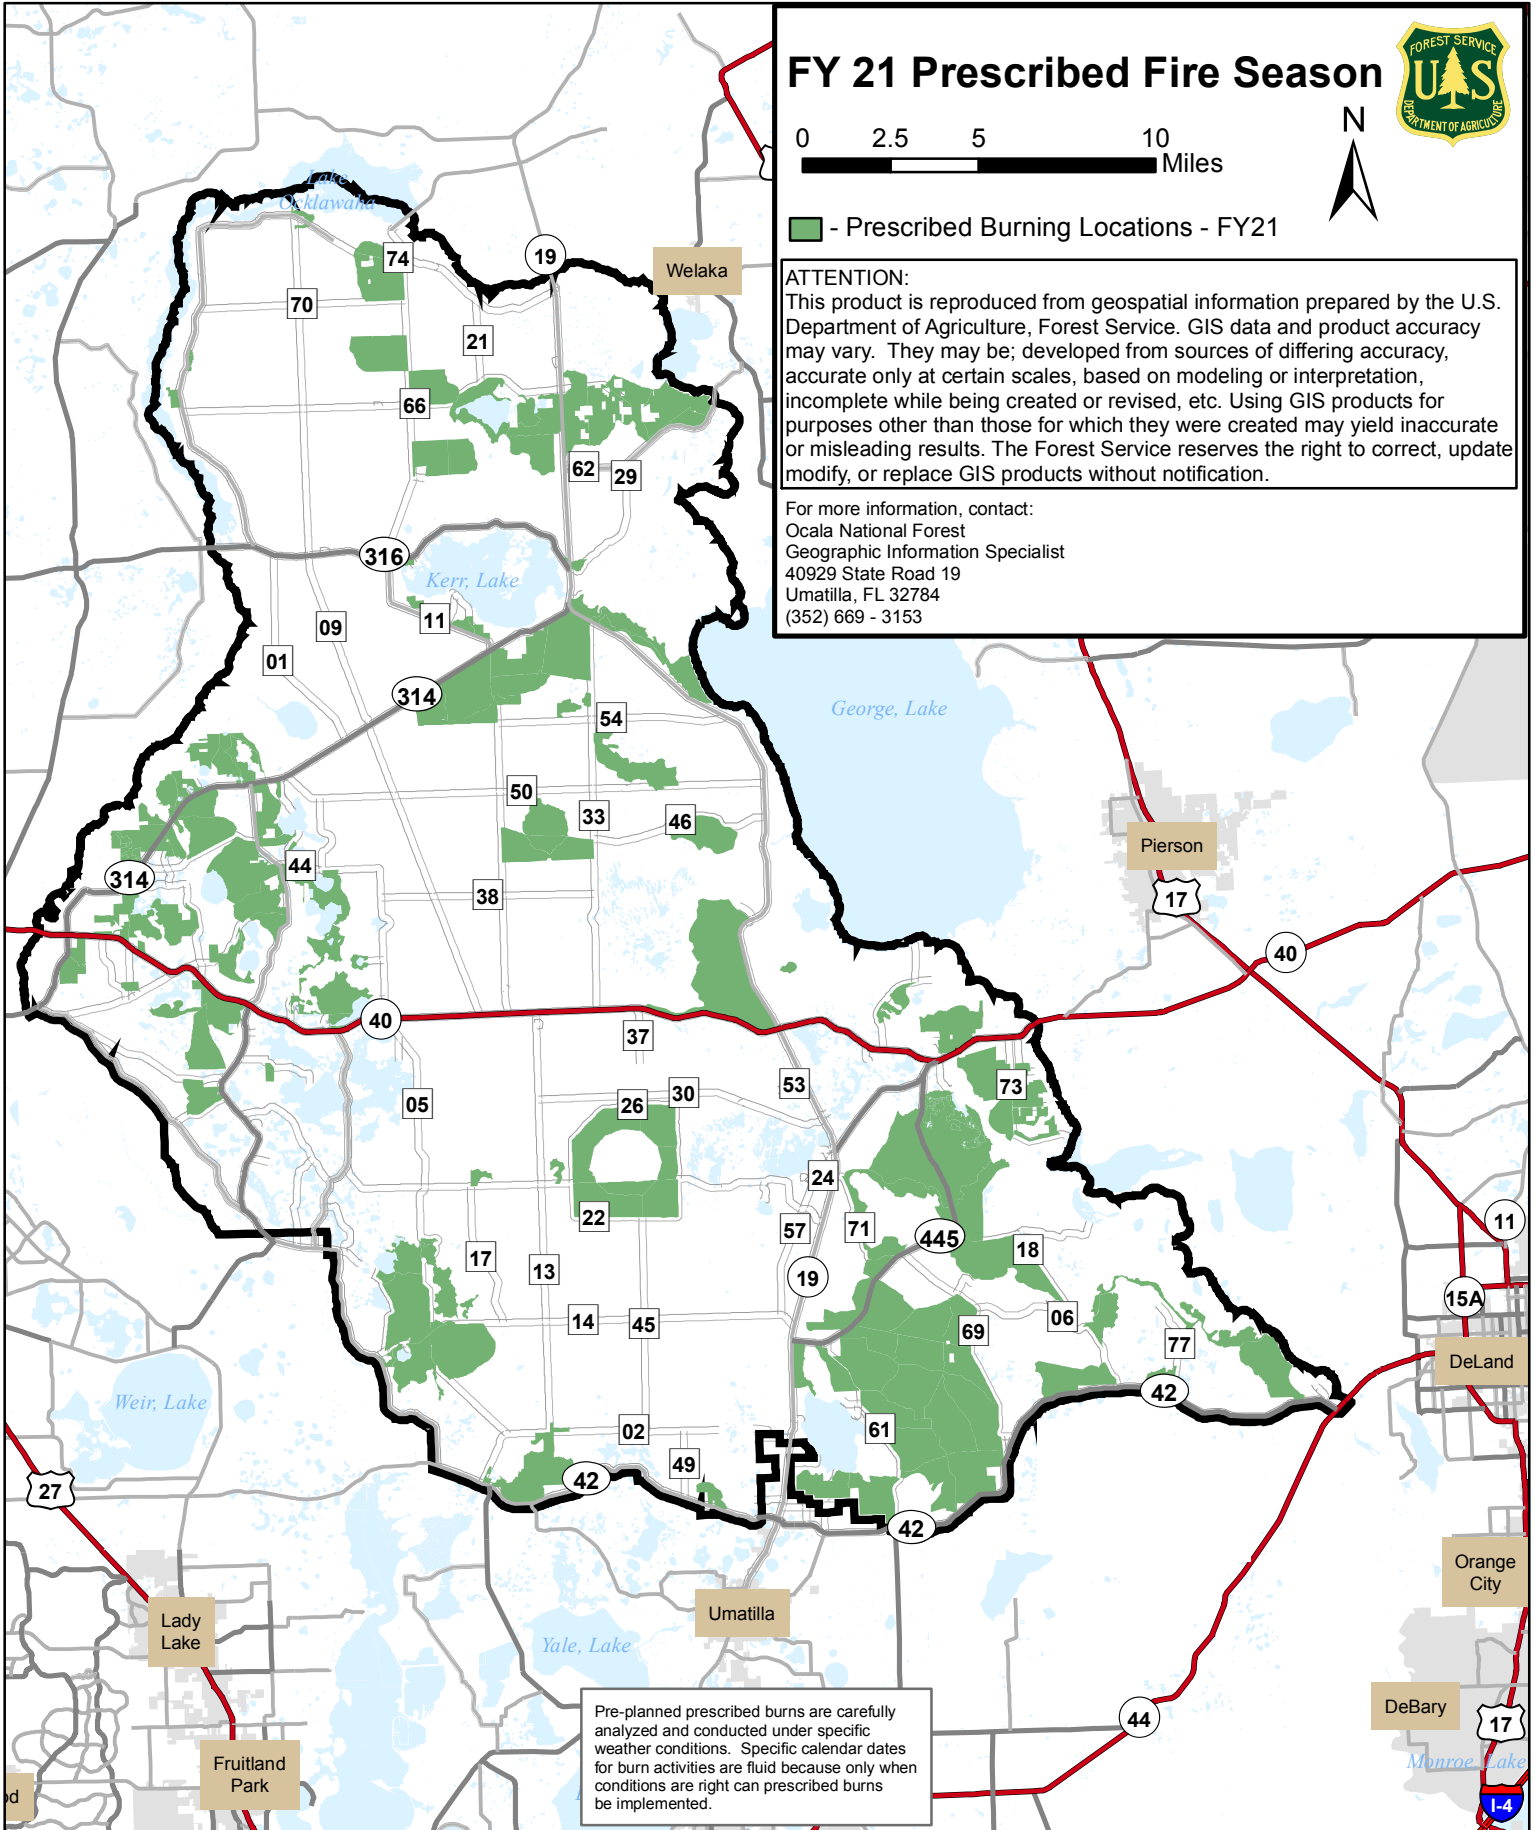 FY 21 Prescribed Fire Season
FOREST SERVICE
U S
DEPARTMENT OF AGRICULTURE
N
0 2.5 5 10
Miles
- Prescribed Burning Locations - FY21
ATTENTION:
This product is reproduced from geospatial information prepared by the U.S.
Department of Agriculture, Forest Service. GIS data and product accuracy
may vary.  They may be; developed from sources of differing accuracy,
accurate only at certain scales, based on modeling or interpretation,
incomplete while being created or revised, etc. Using GIS products for
purposes other than those for which they were created may yield inaccurate
or misleading results. The Forest Service reserves the right to correct, update
modify, or replace GIS products without notification.
For more information, contact:
Ocala National Forest
Geographic Information Specialist
40929 State Road 19
Umatilla, FL 32784
(352) 669 - 3153
Lake
Ocklawaha
74
19
Welaka
70
21
66
62
29
316
Kerr, Lake
11
09
01
314
54
George, Lake
50
33
46
Pierson
44
314
38
17
40
40
37
53
73
05
26
30
24
22
57
71
445
18
11
17
13
19
15A
14
45
69
06
77
DeLand
Weir, Lake
42
02
61
49
42
27
42
Orange
City
Lady
Lake
Umatilla
Yale, Lake
Pre-planned prescribed burns are carefully
analyzed and conducted under specific
weather conditions.  Specific calendar dates
for burn activities are fluid because only when
conditions are right can prescribed burns
be implemented.
44
DeBary
17
Fruitland
Park
Monroe, Lake
od
I-4